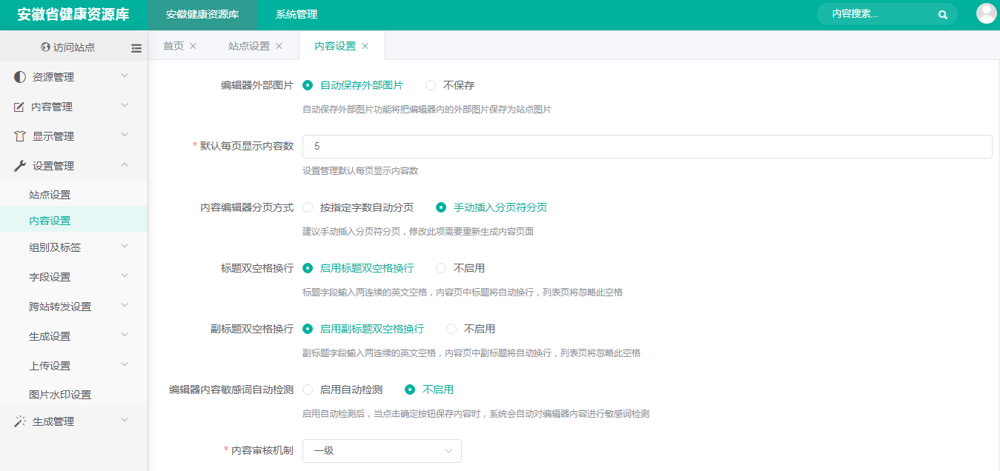 安徽省健康资源库
安徽健康资源库
系统管理
内容搜索...
访问站点
首页
站点设置
内容设置
资源管理
内容管理
显示管理
设置管理
站点设置
内容设置
组别及标签
字段设置
跨站转发设置
生成设置
上传设置
图片水印设置
生成管理
编辑器外部图片 自动保存外部图片 不保存
自动保存外部图片功能将把编辑器内的外部图片保存为站点图片
* 默认每页显示内容数 5
设置管理默认每页显示内容数
内容编辑器分页方式 按指定字数自动分页 手动插入分页符分页
建议手动插入分页符分页，修改此项需要重新生成内容页面
标题双空格换行 启用标题双空格换行 不启用
标题字段输入两连续的英文空格，内容页中标题将自动换行，列表页将忽略此空格
副标题双空格换行 启用副标题双空格换行 不启用
副标题字段输入两连续的英文空格，内容页中副标题将自动换行，列表页将忽略此空格
编辑器内容敏感词自动检测 启用自动检测 不启用
启用自动检测后，当点击确定按钮保存内容时，系统会自动对编辑器内容进行敏感词检测
* 内容审核机制 一级